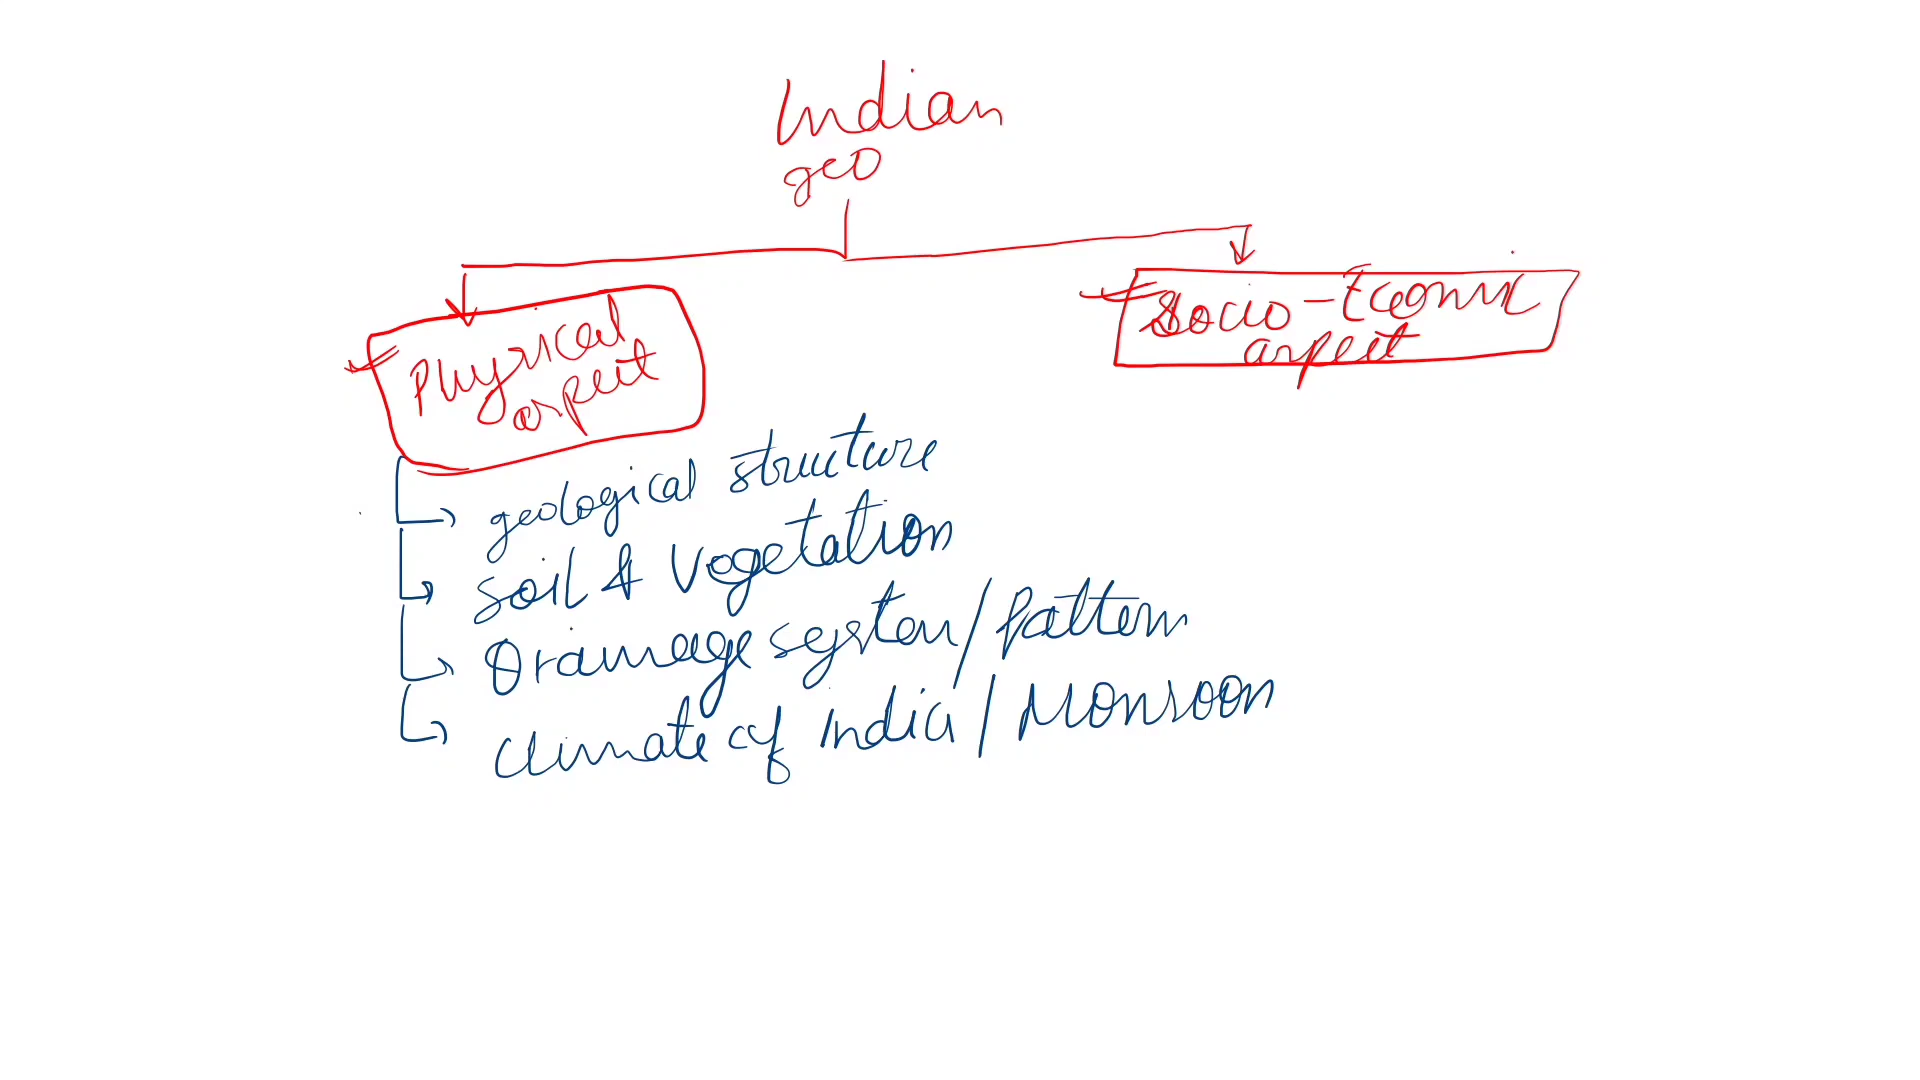 Indian
geo
Physical
aspect
Socio-Economic
aspect
geological structure
Soil & Vegetation
Drainage system/Pattern
Climate of India/Monsoon